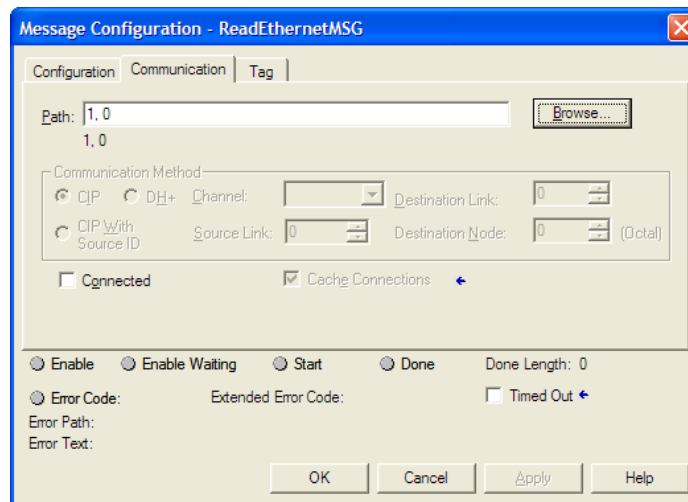 Message Configuration - ReadEthernetMSG
Configuration Communication Tag
Path: 1, 0 Browse...
1, 0
Communication Method
CIP DH+ Channel: Destination Link: 0
CIP With Source ID Source Link: 0 Destination Node: 0 (Octal)
Connected Cache Connections
Enable Enable Waiting Start Done Done Length: 0
Error Code: Extended Error Code: Timed Out
Error Path:
Error Text:
OK Cancel Apply Help